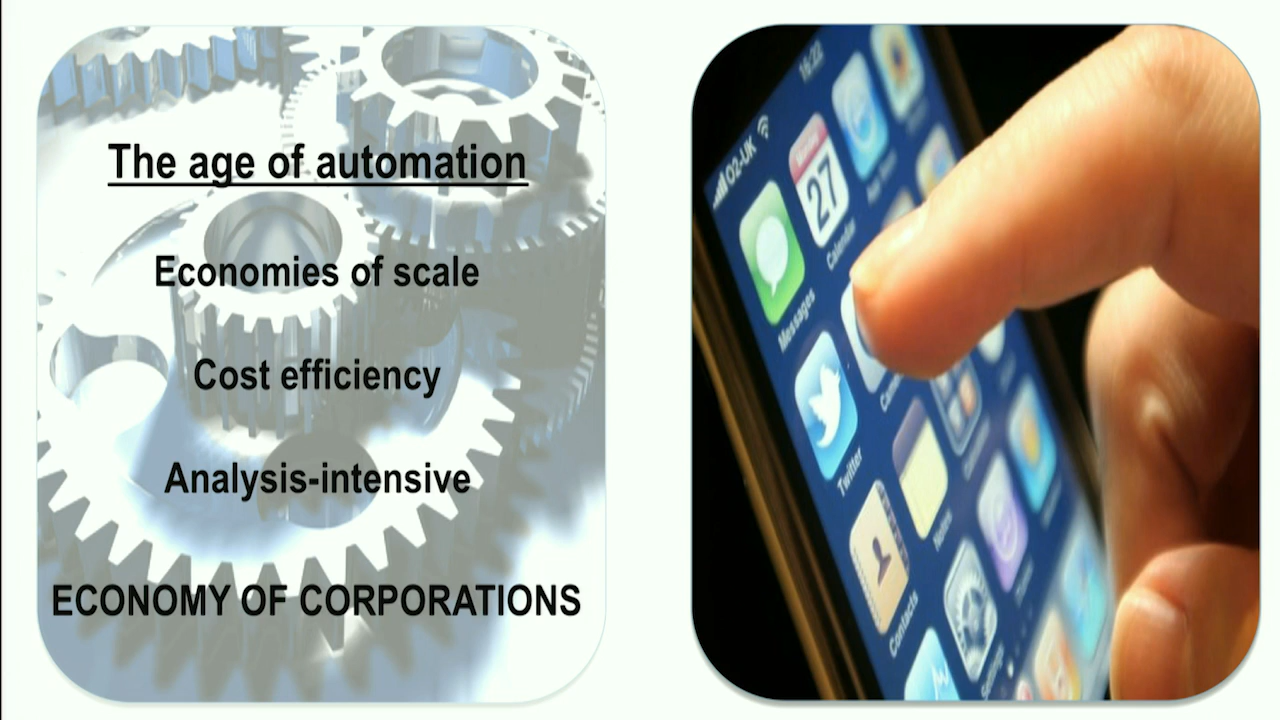 The age of automation
Economies of scale
Cost efficiency
Analysis-intensive
ECONOMY OF CORPORATIONS
16:22
O2-UK
27
Calendar
Messages
Twitter
Notes
Contacts
Settings